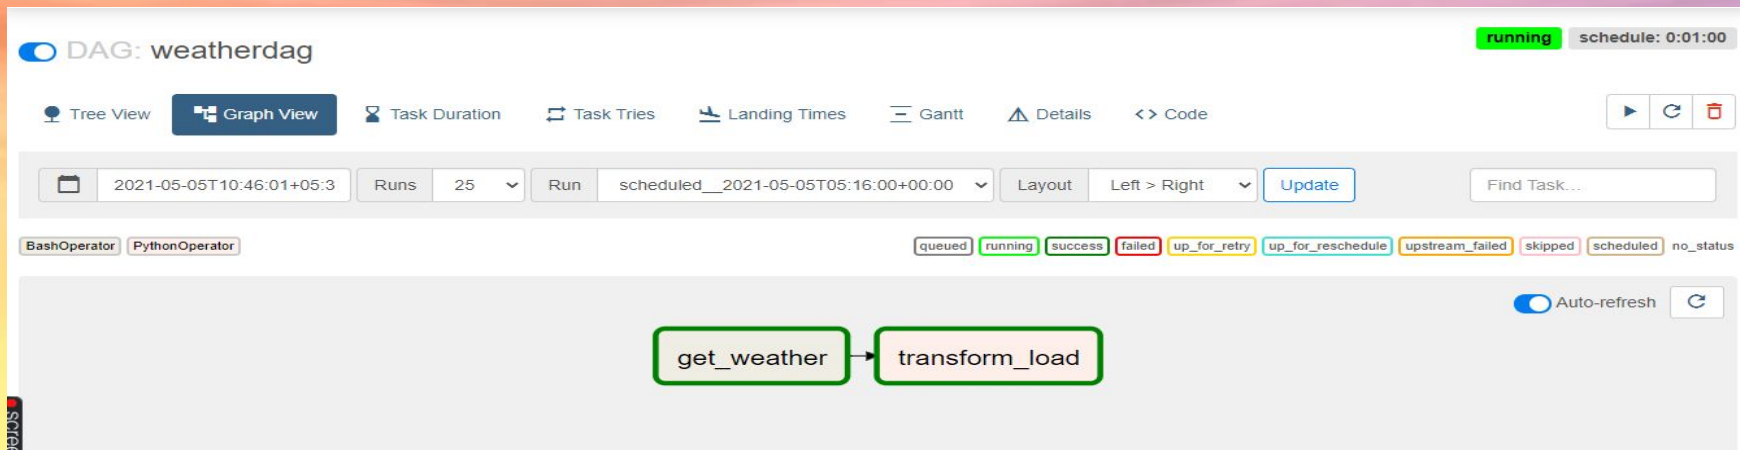 DAG: weatherdag
running schedule: 0:01:00
Tree View Graph View Task Duration Task Tries Landing Times Gantt Details <> Code
2021-05-05T10:46:01+05:3 Runs 25 Run scheduled__2021-05-05T05:16:00+00:00 Layout Left > Right Update Find Task...
BashOperator PythonOperator queued running success failed up_for_retry up_for_reschedule upstream_failed skipped scheduled no_status
Auto-refresh
get_weather transform_load